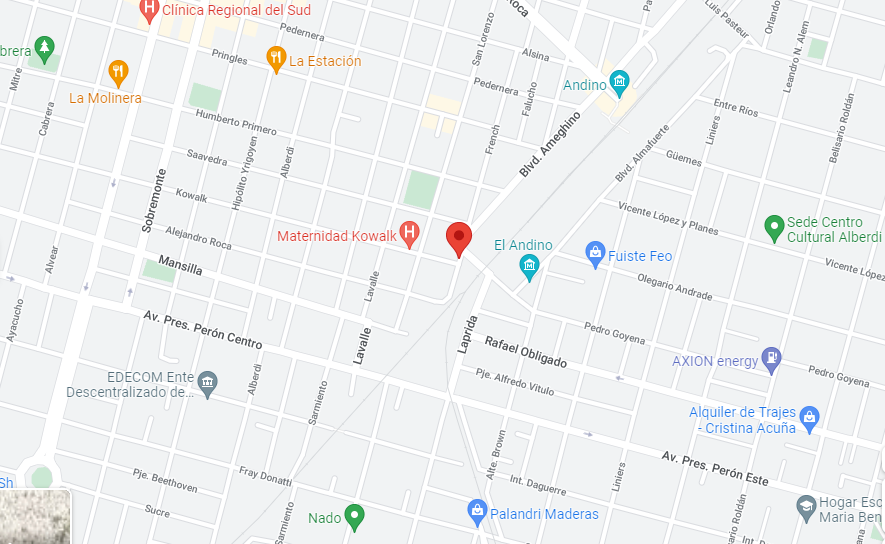 Clínica Regional del Sud
Pedernera
San Lorenzo
Roca
Luis Pasteur
Orlando
Leandro N. Alem
Alsina
Pringles
La Estación
Mitre
La Molinera
Cabrera
Pedernera
Falucho
Andino
Entre Ríos
Liniers
Belisario Roldán
Humberto Primero
Hipólito Yrigoyen
Alberdi
French
Blvd. Ameghino
Blvd. Almafuerte
Güemes
Saavedra
Kowalk
Sobremonte
Vicente López y Planes
Sede Centro
Cultural Alberdi
Alejandro Roca
Maternidad Kowalk
El Andino
Fuiste Feo
Vicente López
Alvear
Mansilla
Lavalle
Olegario Andrade
Ayacucho
Av. Pres. Perón Centro
Lavalle
Laprida
Pedro Goyena
Rafael Obligado
AXION energy
Pedro Goyena
EDECOM Ente
Descentralizado de...
Alberdi
Sarmiento
Pje. Alfredo Vitulo
Alquiler de Trajes
- Cristina Acuña
Alte. Brown
Av. Pres. Perón Este
Pje. Beethoven
Fray Donatti
Int. Daguerre
Liniers
Sh
Sucre
Sarmiento
Nado
Palandri Maderas
Roldán
Hogar Esc
Maria Ben
Int. D